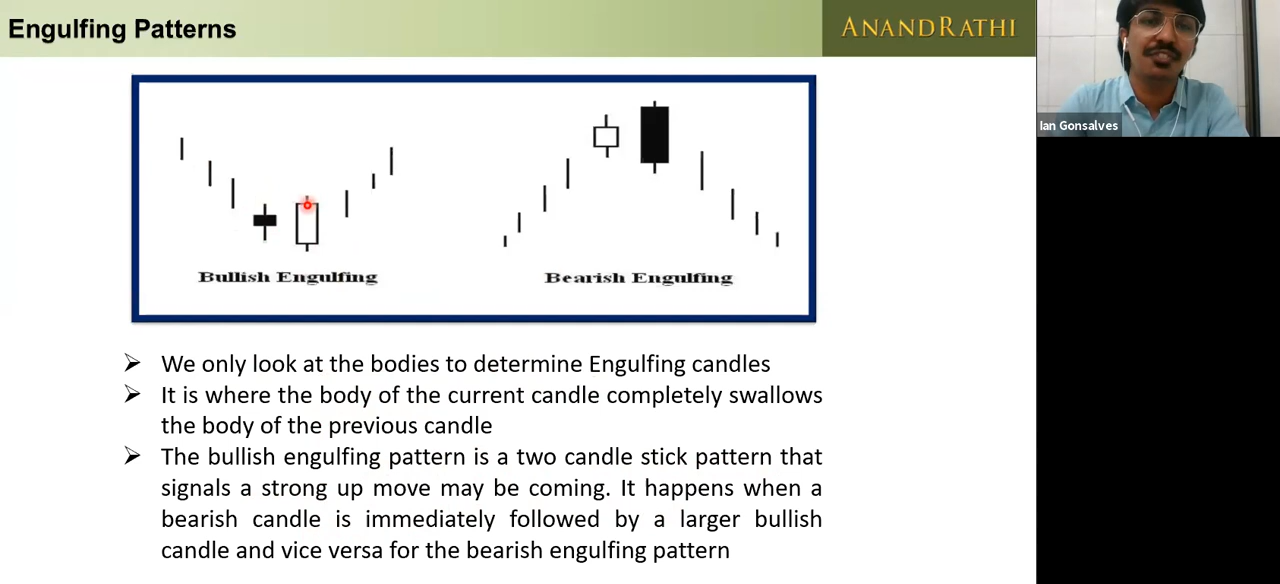 Engulfing Patterns
ANANDRATHI
Ian Gonsalves
Bullish Engulfing
Bearish Engulfing
We only look at the bodies to determine Engulfing candles
It is where the body of the current candle completely swallows
the body of the previous candle
The bullish engulfing pattern is a two candle stick pattern that
signals a strong up move may be coming. It happens when a
bearish candle is immediately followed by a larger bullish
candle and vice versa for the bearish engulfing pattern